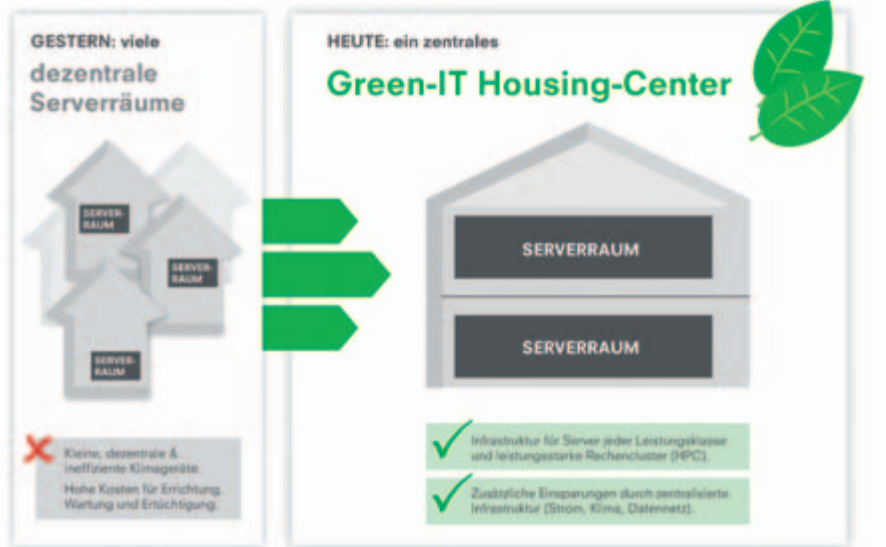 GESTERN: viele
dezentrale
Serverräume
SERVER-
RAUM
SERVER-
RAUM
SERVER-
RAUM
Kleine, dezentrale &
ineffiziente Klimageräte.
Hohe Kosten für Errichtung,
Wartung und Ertüchtigung.
HEUTE: ein zentrales
Green-IT Housing-Center
SERVERRAUM
SERVERRAUM
Infrastruktur für Server jeder Leistungsklasse
und leistungsstarke Rechencluster (HPC).
Zusätzliche Einsparungen durch zentralisierte
Infrastruktur (Strom, Klima, Datennetz).